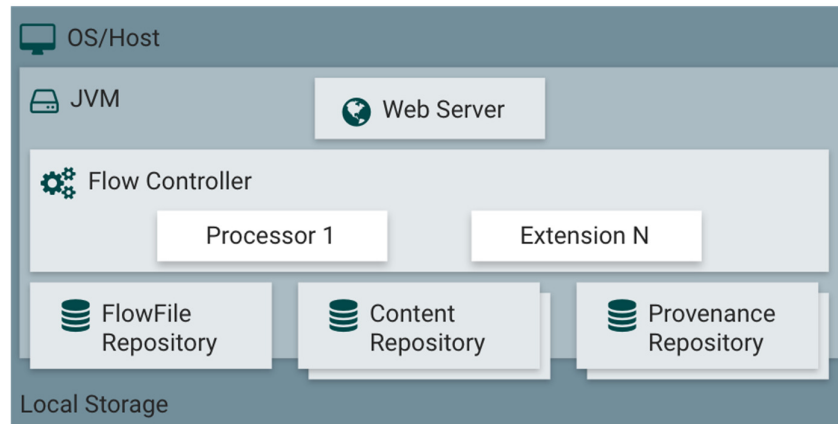 OS/Host
JVM
Web Server
Flow Controller
Processor 1
Extension N
FlowFile
Repository
Content
Repository
Provenance
Repository
Local Storage